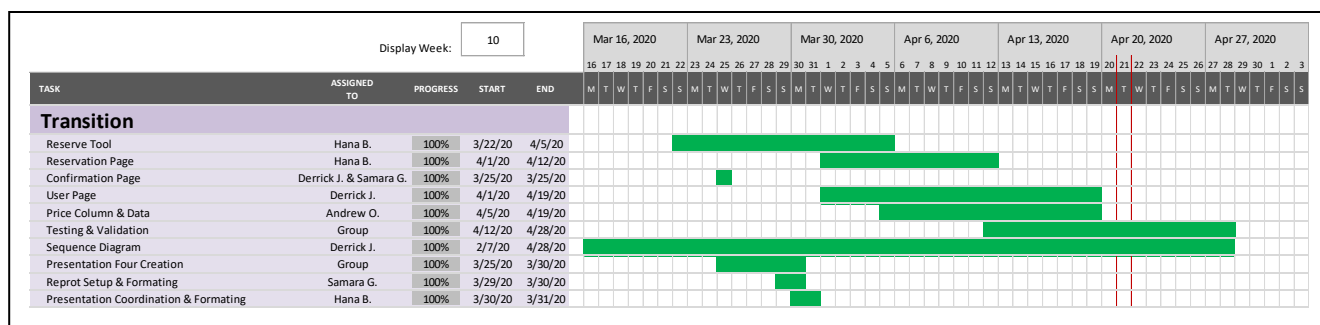 Display Week: 10
Mar 16, 2020 Mar 23, 2020 Mar 30, 2020 Apr 6, 2020 Apr 13, 2020 Apr 20, 2020 Apr 27, 2020
16 17 18 19 20 21 22 23 24 25 26 27 28 29 30 31 1 2 3 4 5 6 7 8 9 10 11 12 13 14 15 16 17 18 19 20 21 22 23 24 25 26 27 28 29 30 1 2 3
TASK ASSIGNED TO PROGRESS START END M T W T F S S M T W T F S S M T W T F S S M T W T F S S M T W T F S S M T W T F S S M T W T F S S
Transition
Reserve Tool Hana B. 100% 3/22/20 4/5/20
Reservation Page Hana B. 100% 4/1/20 4/12/20
Confirmation Page Derrick J. & Samara G. 100% 3/25/20 3/25/20
User Page Derrick J. 100% 4/1/20 4/19/20
Price Column & Data Andrew O. 100% 4/5/20 4/19/20
Testing & Validation Group 100% 4/12/20 4/28/20
Sequence Diagram Derrick J. 100% 2/7/20 4/28/20
Presentation Four Creation Group 100% 3/25/20 3/30/20
Reprot Setup & Formating Samara G. 100% 3/29/20 3/30/20
Presentation Coordination & Formating Hana B. 100% 3/30/20 3/31/20